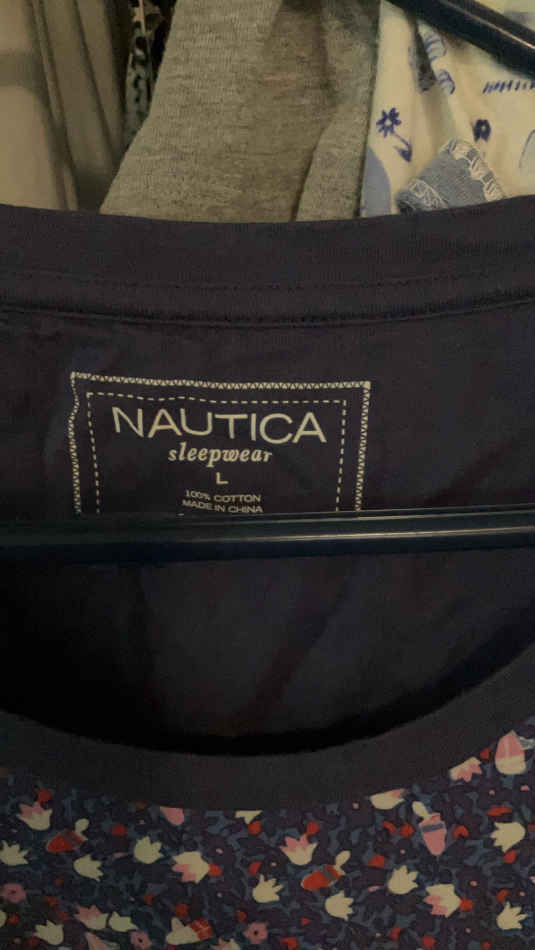 NAUTICA
sleepwear
L
100% COTTON
MADE IN CHINA